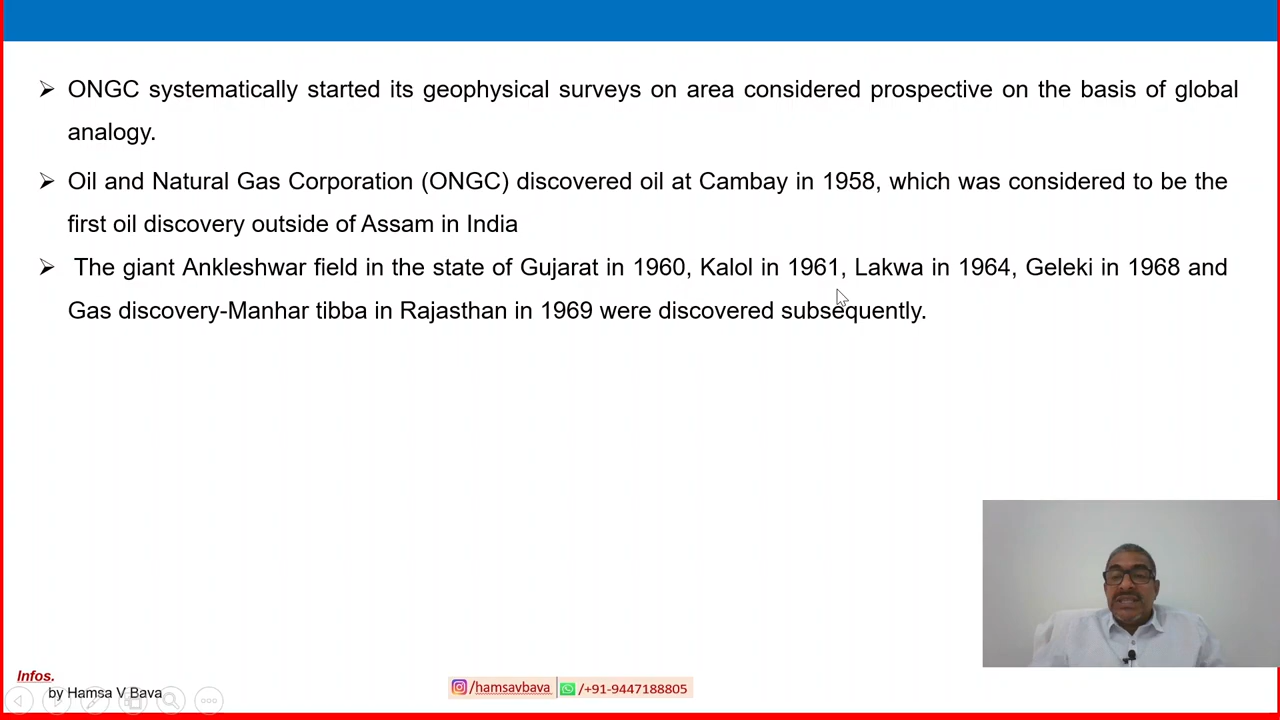 ➢ ONGC systematically started its geophysical surveys on area considered prospective on the basis of global
analogy.
➢ Oil and Natural Gas Corporation (ONGC) discovered oil at Cambay in 1958, which was considered to be the
first oil discovery outside of Assam in India
➢ The giant Ankleshwar field in the state of Gujarat in 1960, Kalol in 1961, Lakwa in 1964, Geleki in 1968 and
Gas discovery-Manhar tibba in Rajasthan in 1969 were discovered subsequently.
Infos.
by Hamsa V Bava
/hamsavbava /+91-9447188805